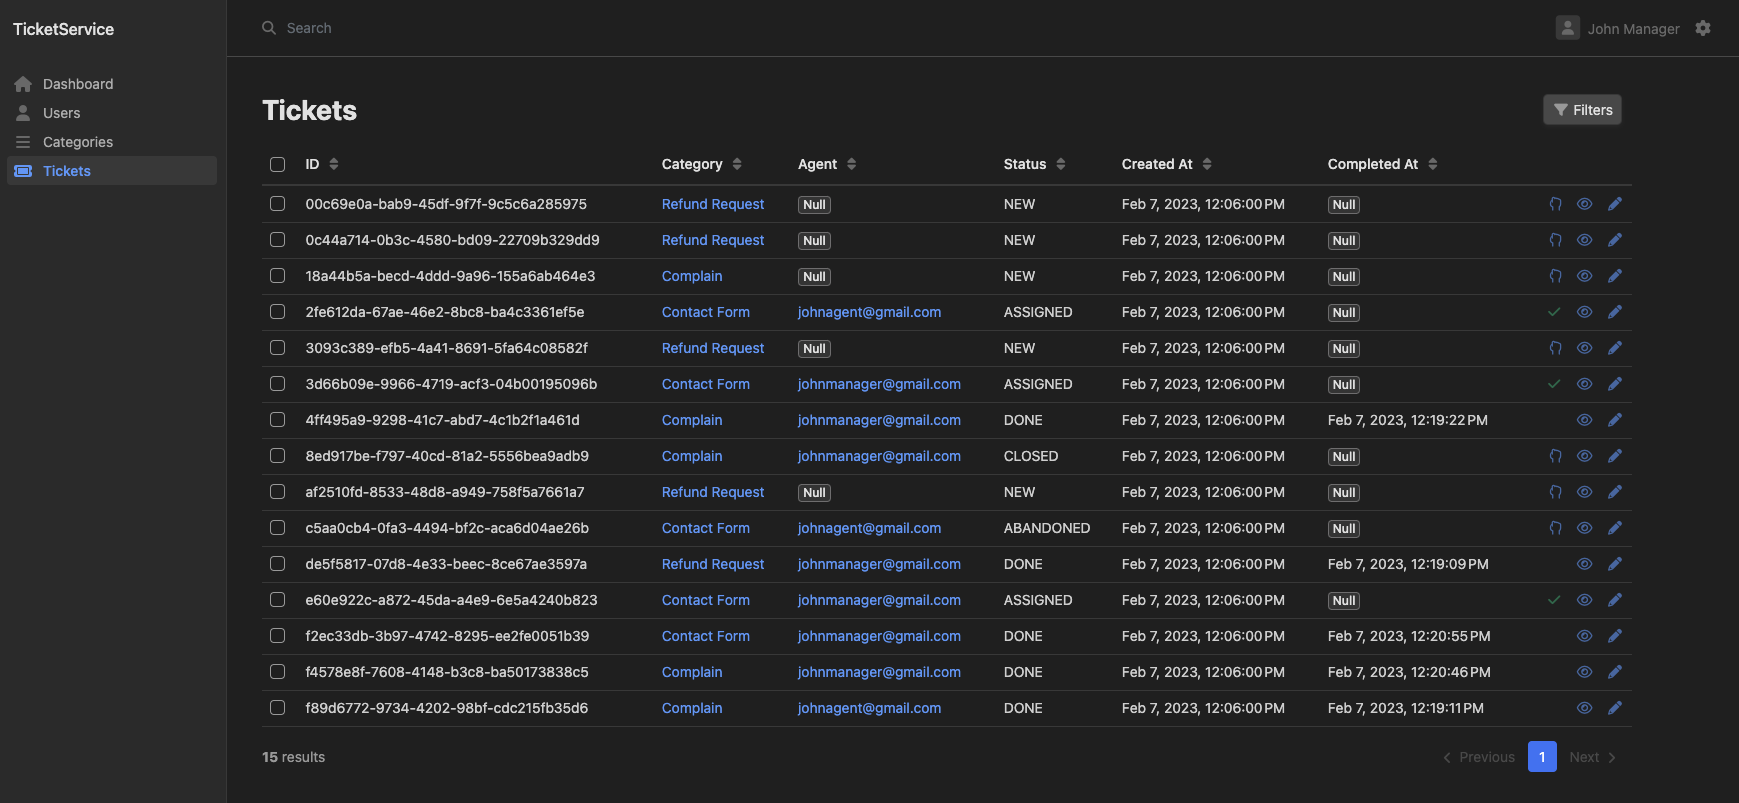 TicketService
Search
John Manager
Dashboard
Users
Categories
Tickets
Tickets
Filters
ID Category Agent Status Created At Completed At
00c69e0a-bab9-45df-9f7f-9c5c6a285975 Refund Request Null NEW Feb 7, 2023, 12:06:00 PM Null
0c44a714-0b3c-4580-bd09-22709b329dd9 Refund Request Null NEW Feb 7, 2023, 12:06:00 PM Null
18a44b5a-becd-4ddd-9a96-155a6ab464e3 Complain Null NEW Feb 7, 2023, 12:06:00 PM Null
2fe612da-67ae-46e2-8bc8-ba4c3361ef5e Contact Form johnagent@gmail.com ASSIGNED Feb 7, 2023, 12:06:00 PM Null
3093c389-efb5-4a41-8691-5fa64c08582f Refund Request Null NEW Feb 7, 2023, 12:06:00 PM Null
3d66b09e-9966-4719-acf3-04b00195096b Contact Form johnmanager@gmail.com ASSIGNED Feb 7, 2023, 12:06:00 PM Null
4ff495a9-9298-41c7-abd7-4c1b2f1a461d Complain johnmanager@gmail.com DONE Feb 7, 2023, 12:06:00 PM Feb 7, 2023, 12:19:22 PM
8ed917be-f797-40cd-81a2-5556bea9adb9 Complain johnmanager@gmail.com CLOSED Feb 7, 2023, 12:06:00 PM Null
af2510fd-8533-48d8-a949-758f5a7661a7 Refund Request Null NEW Feb 7, 2023, 12:06:00 PM Null
c5aa0cb4-0fa3-4494-bf2c-aca6d04ae26b Contact Form johnagent@gmail.com ABANDONED Feb 7, 2023, 12:06:00 PM Null
de5f5817-07d8-4e33-beec-8ce67ae3597a Refund Request johnmanager@gmail.com DONE Feb 7, 2023, 12:06:00 PM Feb 7, 2023, 12:19:09 PM
e60e922c-a872-45da-a4e9-6e5a4240b823 Contact Form johnmanager@gmail.com ASSIGNED Feb 7, 2023, 12:06:00 PM Null
f2ec33db-3b97-4742-8295-ee2fe0051b39 Contact Form johnmanager@gmail.com DONE Feb 7, 2023, 12:06:00 PM Feb 7, 2023, 12:20:55 PM
f4578e8f-7608-4148-b3c8-ba50173838c5 Complain johnmanager@gmail.com DONE Feb 7, 2023, 12:06:00 PM Feb 7, 2023, 12:20:46 PM
f89d6772-9734-4202-98bf-cdc215fb35d6 Complain johnagent@gmail.com DONE Feb 7, 2023, 12:06:00 PM Feb 7, 2023, 12:19:11 PM
15 results
Previous 1 Next